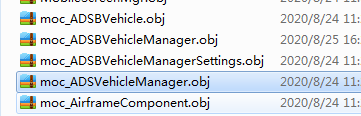 moc_ADSBVehicle.obj 2020/8/24 11:
moc_ADSBVehicleManager.obj 2020/8/25 16:
moc_ADSBVehicleManagerSettings.obj 2020/8/24 11:
moc_ADSVehicleManager.obj 2020/8/24 11:
moc_AirframeComponent.obj 2020/8/24 11: